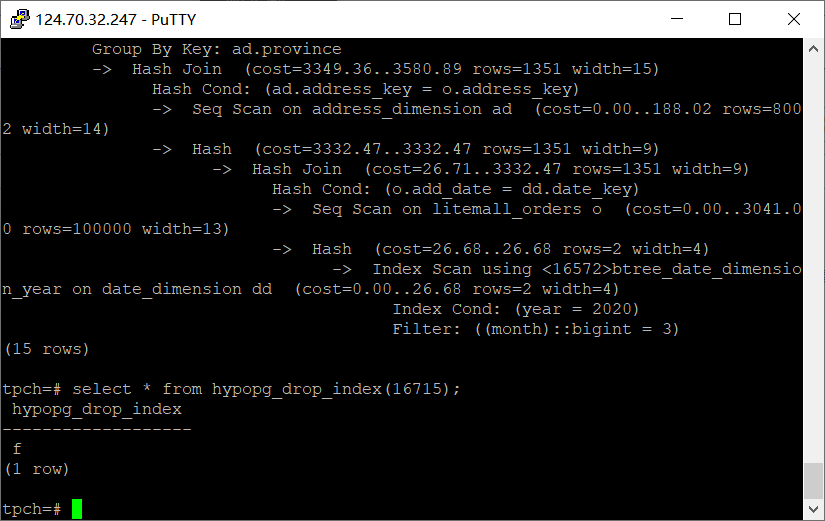 124.70.32.247 - PuTTY
Group By Key: ad.province
->  Hash Join  (cost=3349.36..3580.89 rows=1351 width=15)
Hash Cond: (ad.address_key = o.address_key)
->  Seq Scan on address_dimension ad  (cost=0.00..188.02 rows=800
2 width=14)
->  Hash  (cost=3332.47..3332.47 rows=1351 width=9)
->  Hash Join  (cost=26.71..3332.47 rows=1351 width=9)
Hash Cond: (o.add_date = dd.date_key)
->  Seq Scan on litemall_orders o  (cost=0.00..3041.0
0 rows=100000 width=13)
->  Hash  (cost=26.68..26.68 rows=2 width=4)
->  Index Scan using <16572>btree_date_dimensio
n_year on date_dimension dd  (cost=0.00..26.68 rows=2 width=4)
Index Cond: (year = 2020)
Filter: ((month)::bigint = 3)
(15 rows)
tpch=# select * from hypopg_drop_index(16715);
hypopg_drop_index
-------------------
f
(1 row)
tpch=#